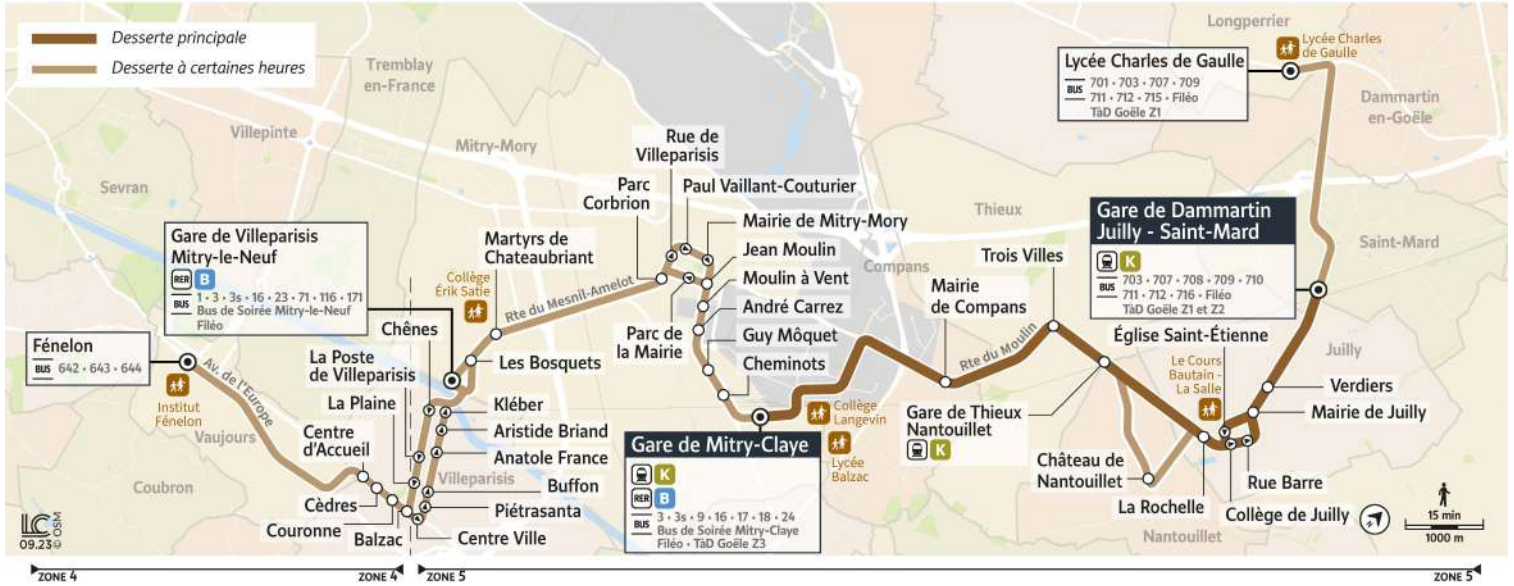 Desserte principale
Desserte à certaines heures
Tremblay
en-France
Villepinte
Mitry-Mory
Sevran
Longperrier
Lycée Charles
de Gaulle
Lycée Charles de Gaulle
BUS
701 • 703 • 707 • 709
711 • 712 • 715 • Filéo
TàD Goële Z1
Dammartin
en-Goële
Rue de
Villeparisis
Parc
Corbrion
Paul Vaillant-Couturier
Mairie de Mitry-Mory
Jean Moulin
Moulin à Vent
André Carrez
Guy Môquet
Cheminots
Parc de
la Mairie
Compans
Thieux
Trois Villes
Mairie
de Compans
Rte du Moulin
Gare de Dammartin
Juilly - Saint-Mard
K
BUS
703 • 707 • 708 • 709 • 710
711 • 712 • 716 • Filéo
TàD Goële Z1 et Z2
Saint-Mard
Église Saint-Étienne
Le Cours
Bautain -
La Salle
Juilly
Verdiers
Mairie de Juilly
Rue Barre
Collège de Juilly
La Rochelle
Château de
Nantouillet
Nantouillet
Gare de Thieux
Nantouillet
K
Gare de Villeparisis
Mitry-le-Neuf
RER B
BUS
1 • 3 • 3s • 16 • 23 • 71 • 116 • 171
Bus de Soirée Mitry-le-Neuf
Filéo
Martyrs de
Chateaubriant
Collège
Érik Satie
Rte du Mesnil-Amelot
Chênes
Les Bosquets
La Poste
de Villeparisis
La Plaine
Kléber
Aristide Briand
Anatole France
Villeparisis
Buffon
Piétrasanta
Centre Ville
Fénelon
BUS 642 • 643 • 644
Institut
Fénelon
Av. de l'Europe
Vaujours
Centre
d'Accueil
Coubron
Cèdres
Couronne
Balzac
Gare de Mitry-Claye
K
RER B
BUS
3 • 3s • 9 • 16 • 17 • 18 • 24
Bus de Soirée Mitry-Claye
Filéo • TàD Goële Z3
Collège
Langevin
Lycée
Balzac
15 min
1000 m
LC
09.23
© OSM
ZONE 4
ZONE 4
ZONE 5
ZONE 5